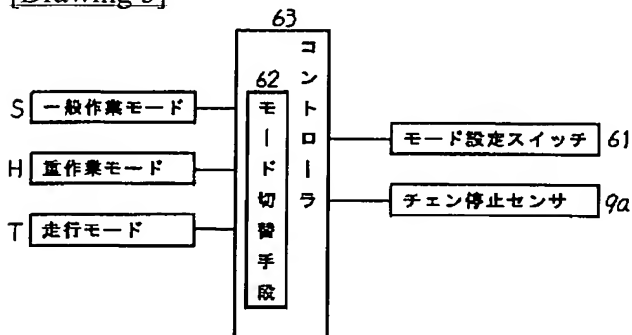 63
コントローラ
62
モード切替手段
S 一般作業モード
H 重作業モード
T 走行モード
モード設定スイッチ 61
チェン停止センサ 9a